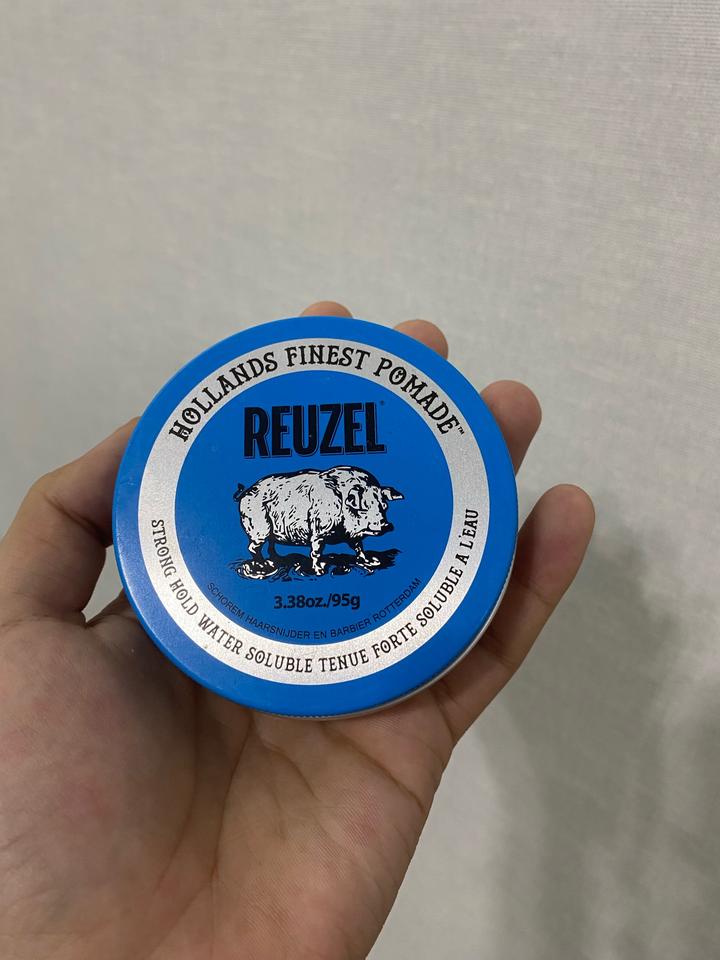 HOLLANDS FINEST POMADE™
REUZEL®
3.38oz./95g
SCHOREM HAARSNIJDER EN BARBIER ROTTERDAM
STRONG HOLD WATER SOLUBLE TENUE FORTE SOLUBLE A L'EAU